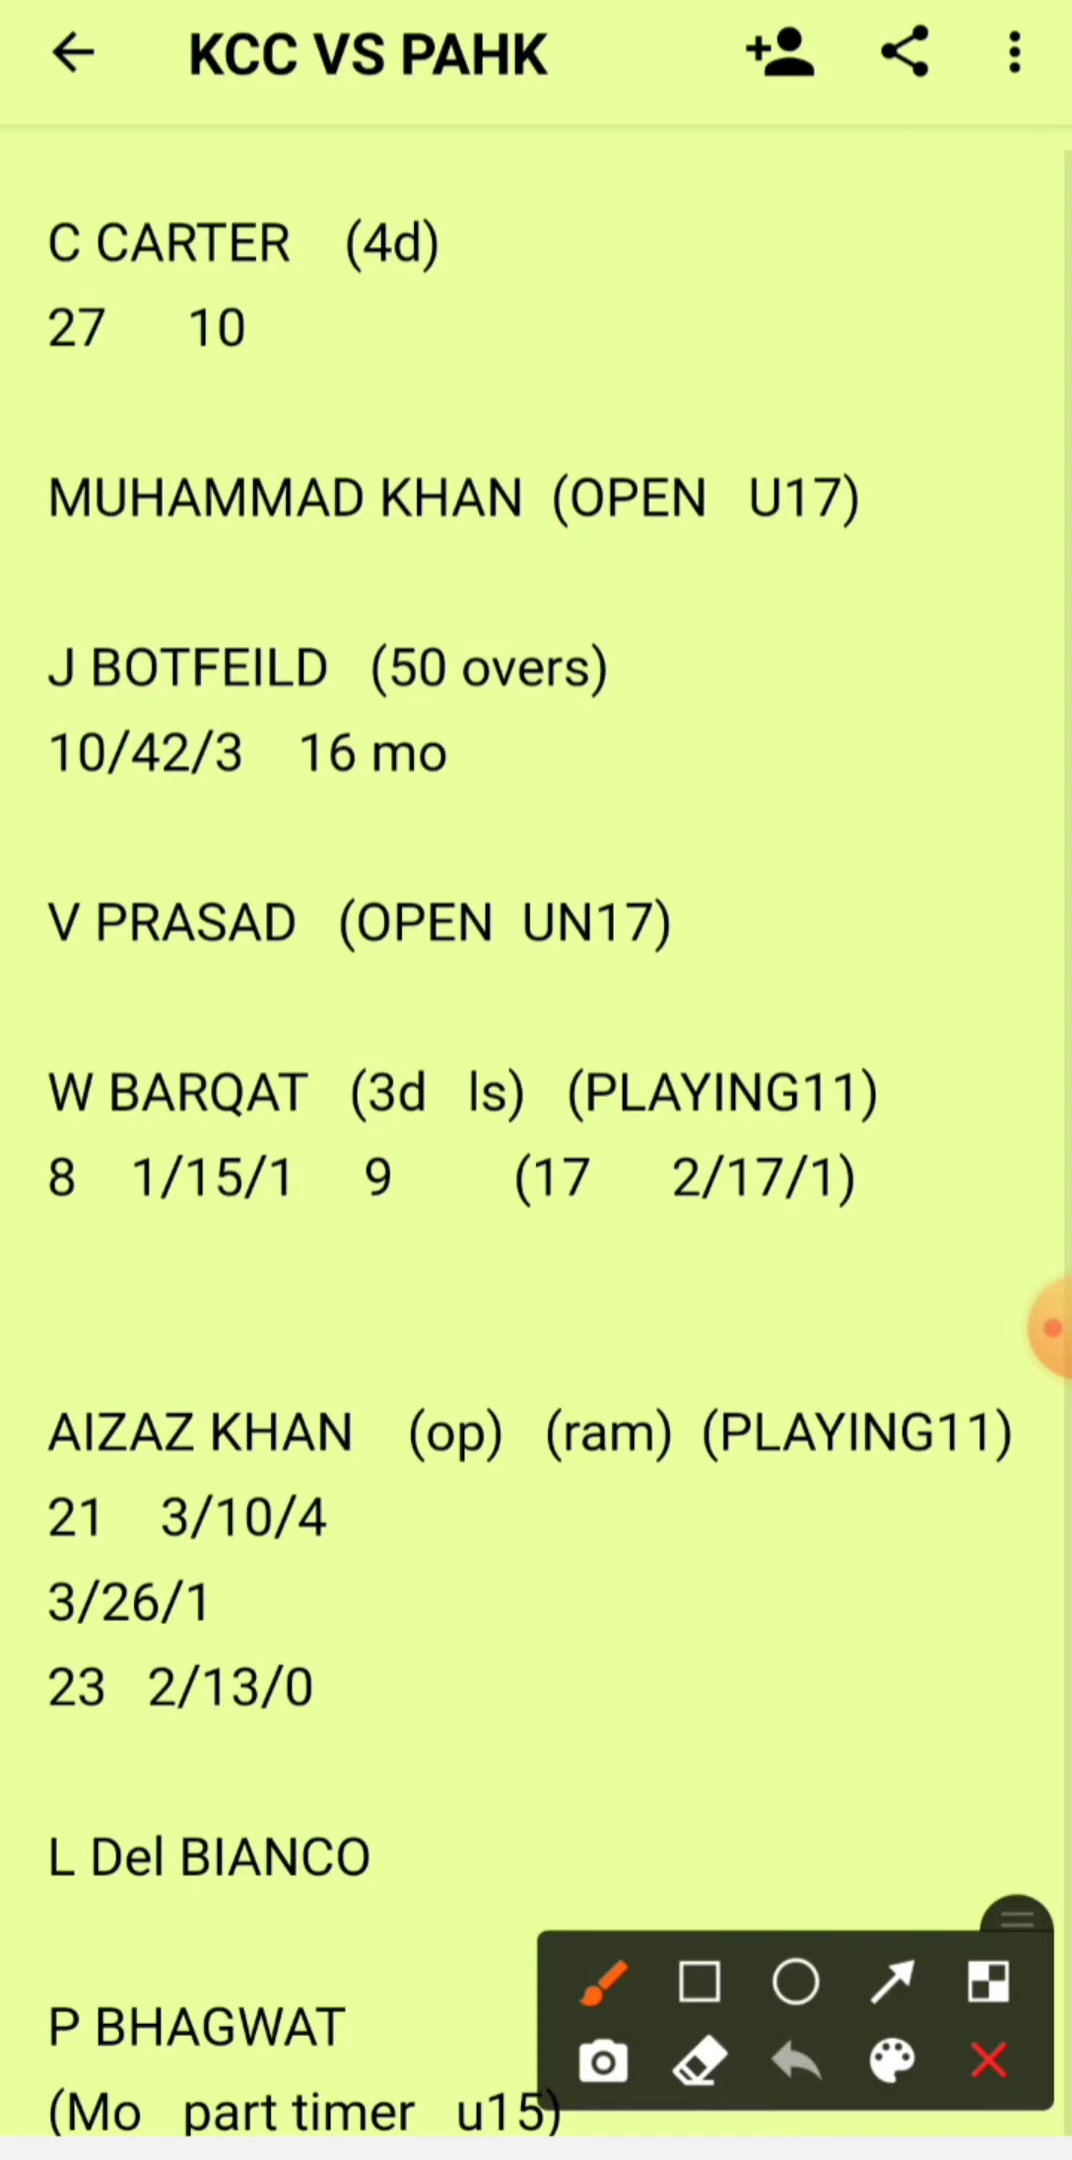 KCC VS PAHK
C CARTER (4d)
27 10
MUHAMMAD KHAN (OPEN U17)
J BOTFEILD (50 overs)
10/42/3 16 mo
V PRASAD (OPEN UN17)
W BARQAT (3d ls) (PLAYING11)
8 1/15/1 9 (17 2/17/1)
AIZAZ KHAN (op) (ram) (PLAYING11)
21 3/10/4
3/26/1
23 2/13/0
L Del BIANCO
P BHAGWAT
(Mo part timer u15)